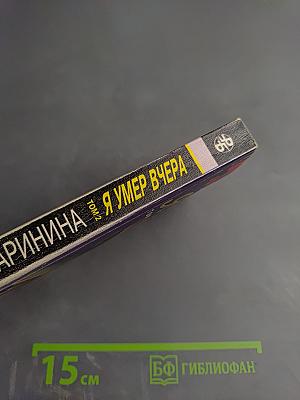 АРИНИНА ТОМ 2 Я УМЕР ВЧЕРА
15 см
БФ ГИБЛИОФАН